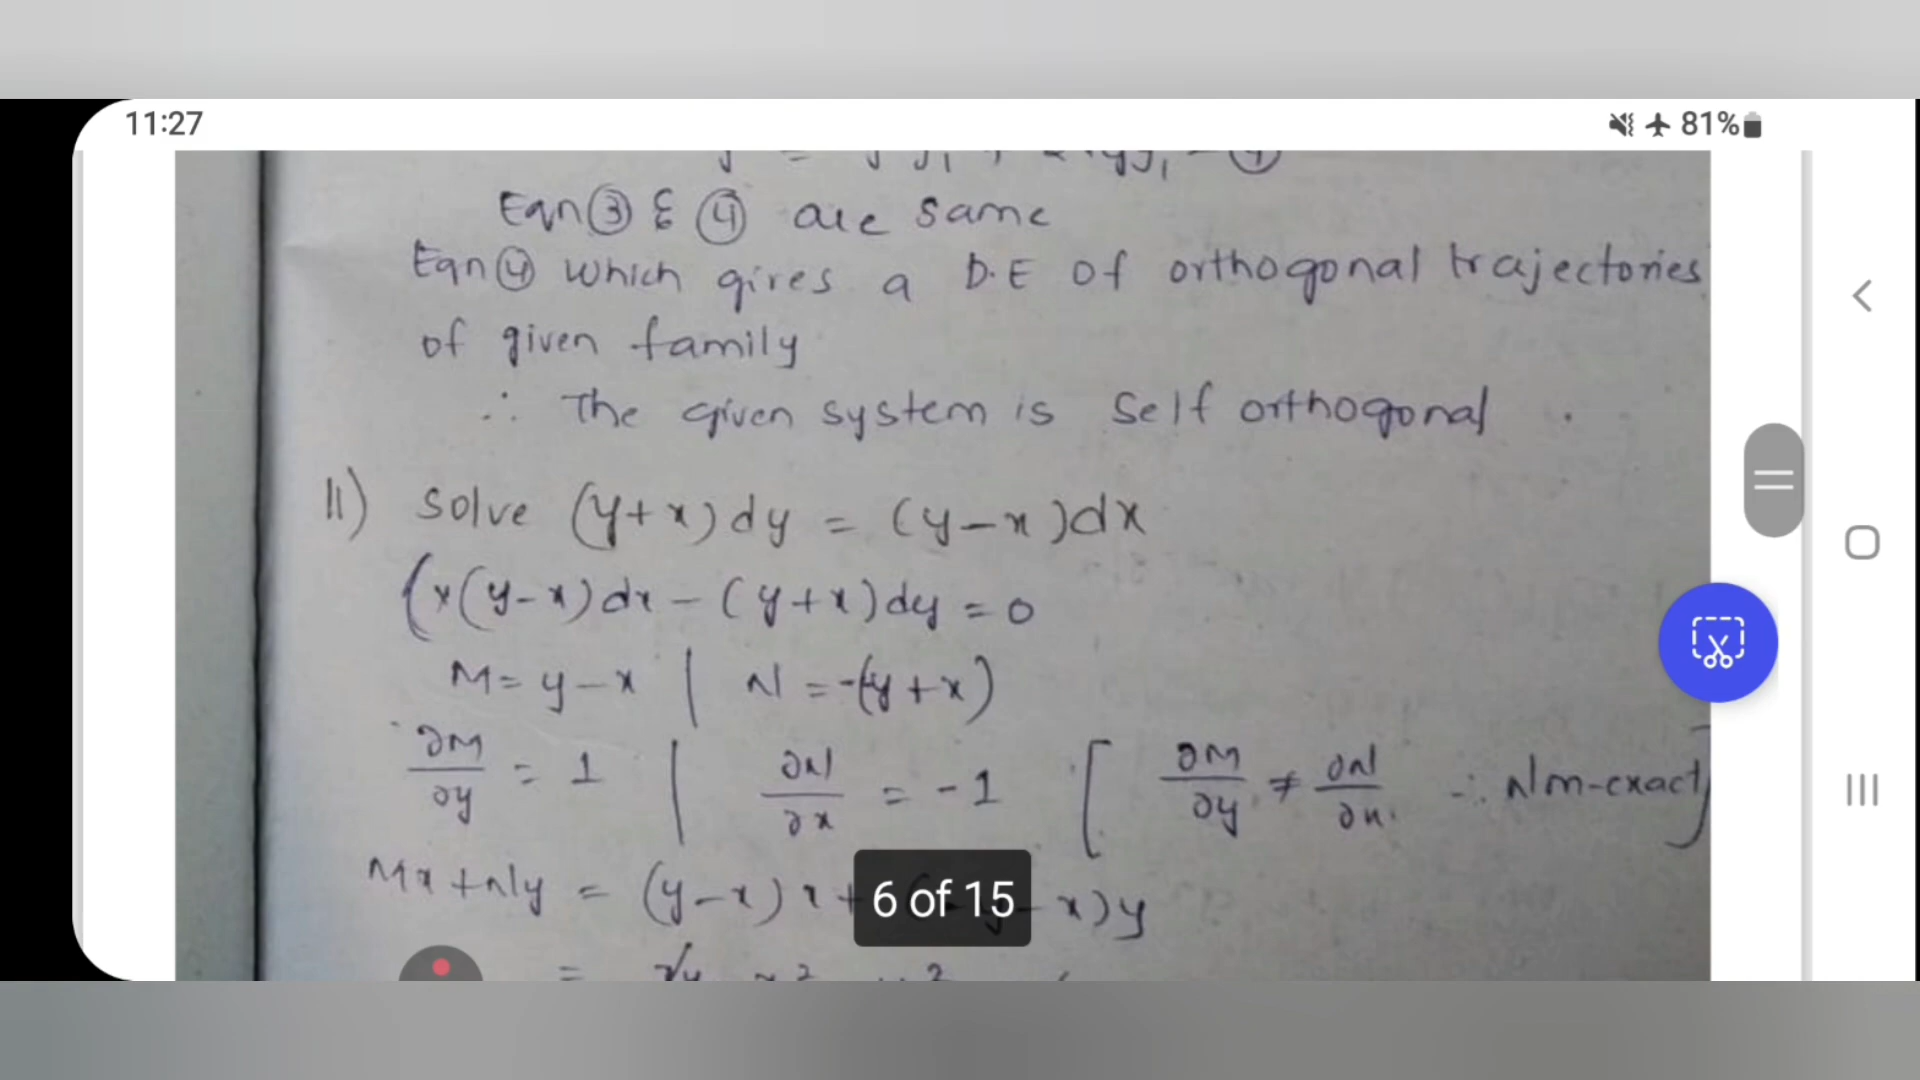 11:27
81%
Eqn ③ & ④ are same
Eqn ④ which gives a D.E of orthogonal trajectories
of given family
∴ The given system is Self orthogonal
11) Solve (y+x)dy = (y-x)dx
(x(y-x)dx - (y+x)dy = 0
M = y-x | N = -(y+x)
∂M/∂y = 1 | ∂N/∂x = -1 [ ∂M/∂y ≠ ∂N/∂x ∴ Non-exact]
Mx + Ny = (y-x)x + x)y
6 of 15